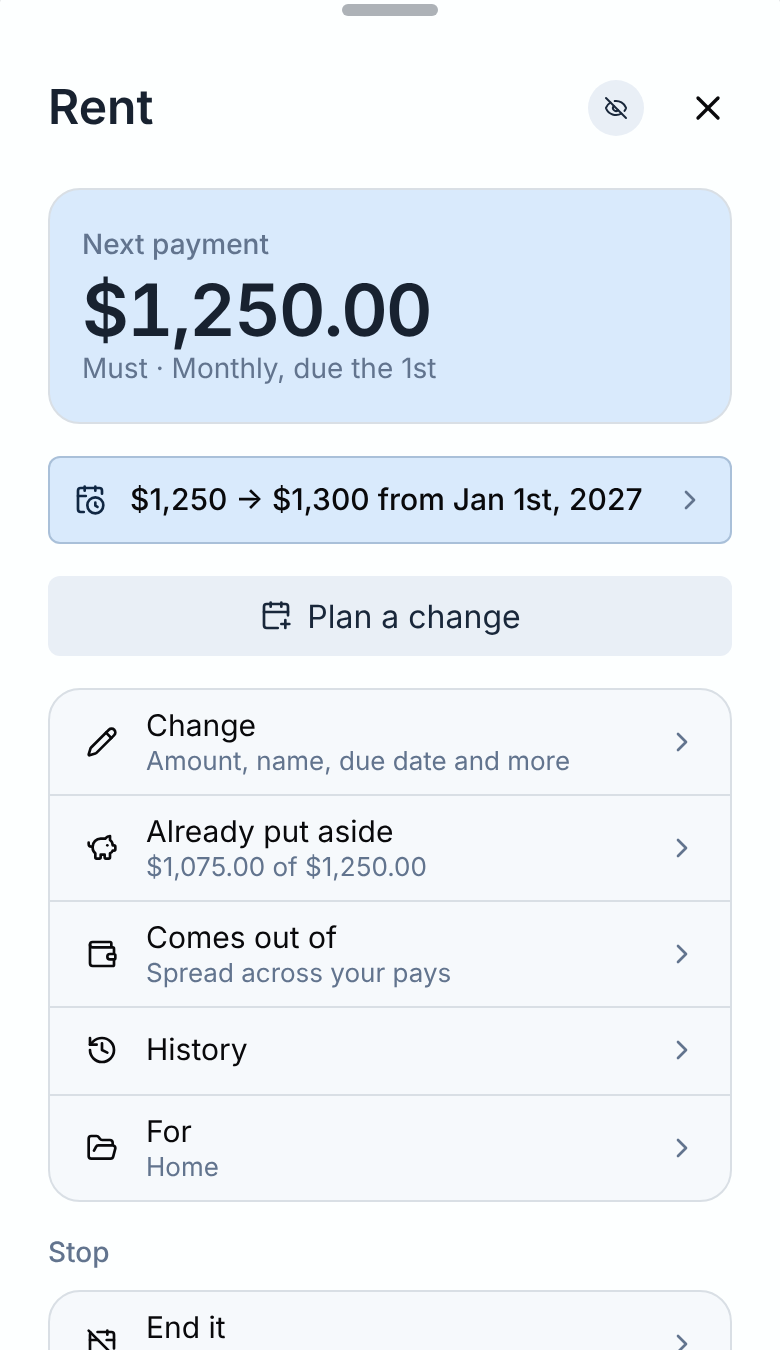 Rent
Next payment
$1,250.00
Must · Monthly, due the 1st
$1,250 → $1,300 from Jan 1st, 2027
Plan a change
Change
Amount, name, due date and more
Already put aside
$1,075.00 of $1,250.00
Comes out of
Spread across your pays
History
For
Home
Stop
End it